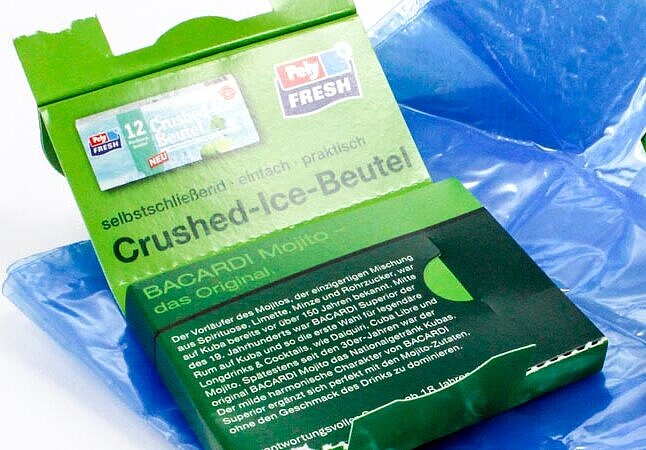 Pely
FRESH
Pely
FRESH
12
Crushed
Beutel
NEU
selbstschließend · einfach · praktisch
Crushed-Ice-Beutel
BACARDI Mojito –
das Original.
Der Vorläufer des Mojitos, der einzigartigen Mischung
aus Spirituose, Limette, Minze und Rohrzucker, war
auf Kuba bereits vor über 150 Jahren bekannt. Mitte
des 19. Jahrhunderts war BACARDI Superior der
Rum auf Kuba und so die erste Wahl für legendäre
Longdrinks & Cocktails, wie Daiquiri, Cuba Libre und
Mojito. Spätestens seit den 30er-Jahren war der
original BACARDI Mojito das Nationalgetränk Kubas.
Der milde harmonische Charakter von BACARDI
Superior ergänzt sich perfekt mit den Mojito-Zutaten,
ohne den Geschmack des Drinks zu dominieren.
antwortungsvoller
ab 18 Jahren